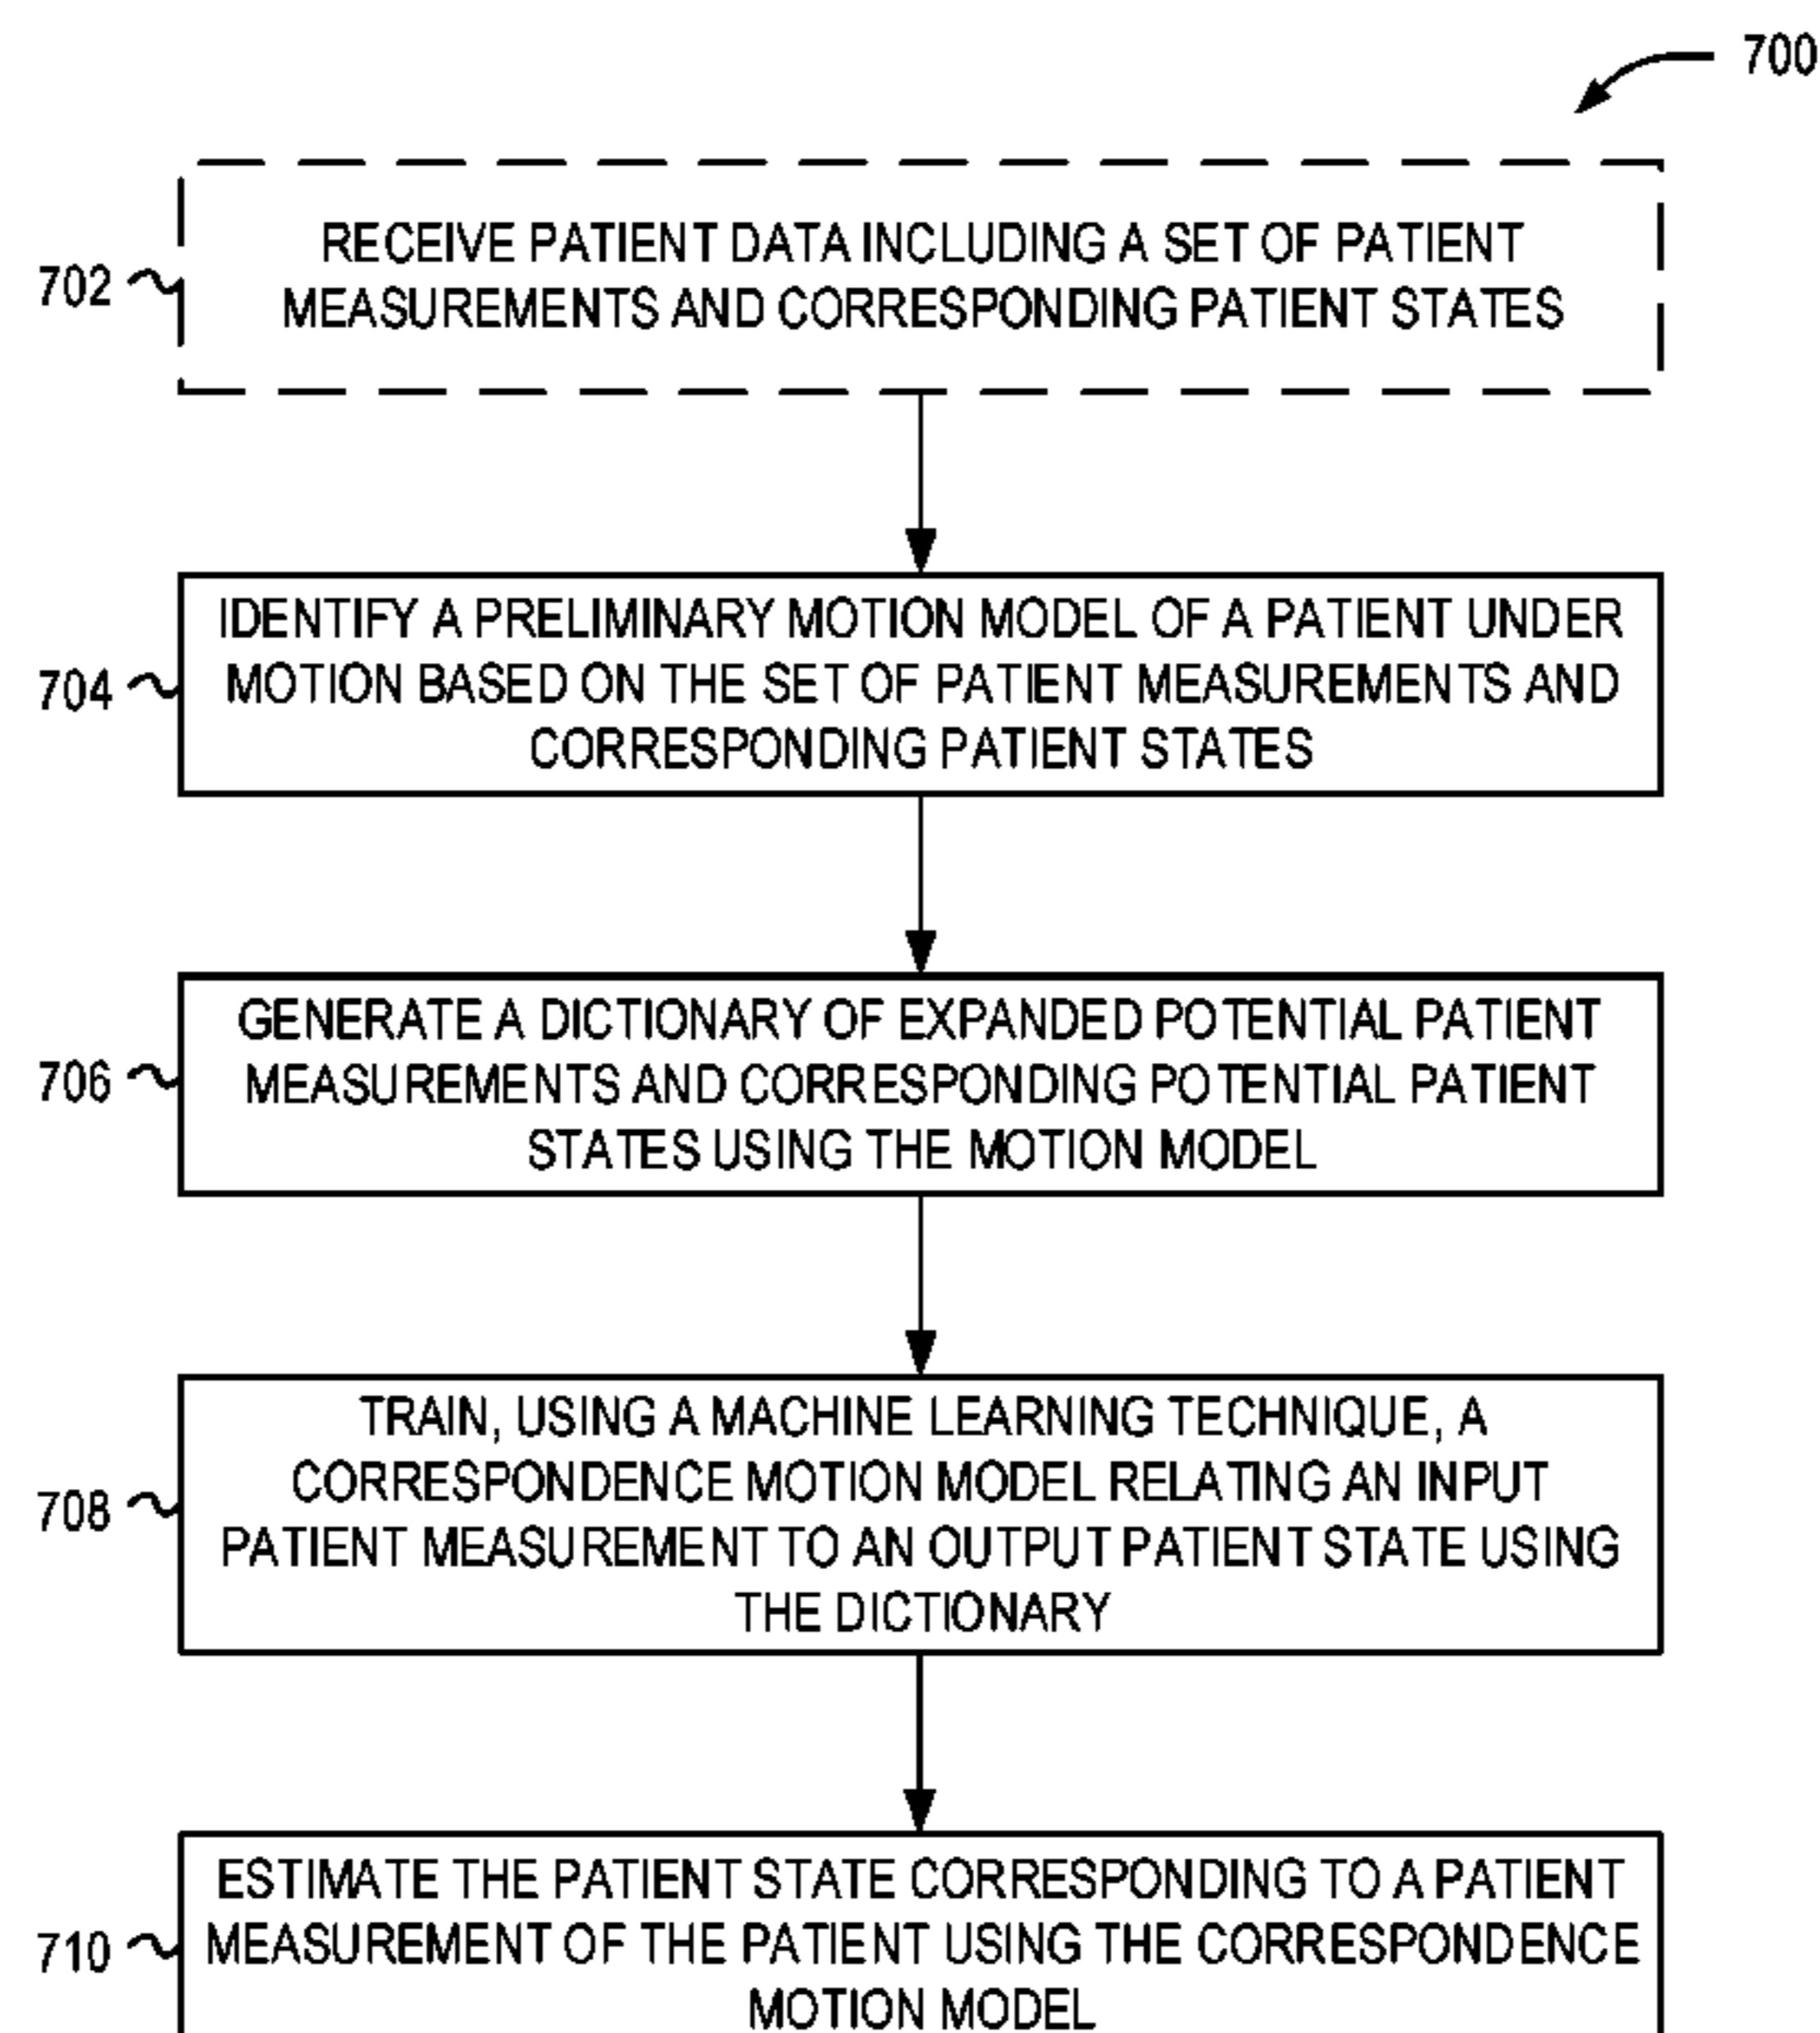 700
702
RECEIVE PATIENT DATA INCLUDING A SET OF PATIENT
MEASUREMENTS AND CORRESPONDING PATIENT STATES
704
IDENTIFY A PRELIMINARY MOTION MODEL OF A PATIENT UNDER
MOTION BASED ON THE SET OF PATIENT MEASUREMENTS AND
CORRESPONDING PATIENT STATES
706
GENERATE A DICTIONARY OF EXPANDED POTENTIAL PATIENT
MEASUREMENTS AND CORRESPONDING POTENTIAL PATIENT
STATES USING THE MOTION MODEL
708
TRAIN, USING A MACHINE LEARNING TECHNIQUE, A
CORRESPONDENCE MOTION MODEL RELATING AN INPUT
PATIENT MEASUREMENT TO AN OUTPUT PATIENT STATE USING
THE DICTIONARY
710
ESTIMATE THE PATIENT STATE CORRESPONDING TO A PATIENT
MEASUREMENT OF THE PATIENT USING THE CORRESPONDENCE
MOTION MODEL